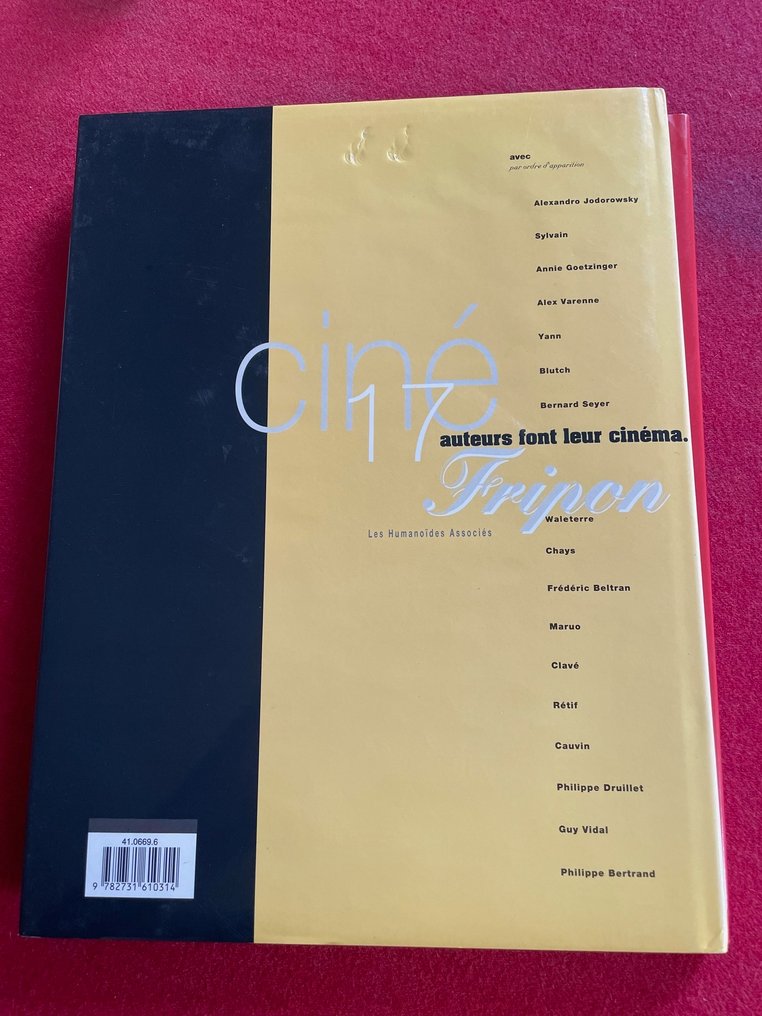 avec
par ordre d'apparition
Alexandro Jodorowsky
Sylvain
Annie Goetzinger
Alex Varenne
Yann
Blutch
Bernard Seyer
ciné
17
auteurs font leur cinéma.
Fripon
Les Humanoïdes Associés
Waleterre
Chays
Frédéric Beltran
Maruo
Clavé
Rétif
Cauvin
Philippe Druillet
Guy Vidal
Philippe Bertrand
41.0669.6
9 782731 610314